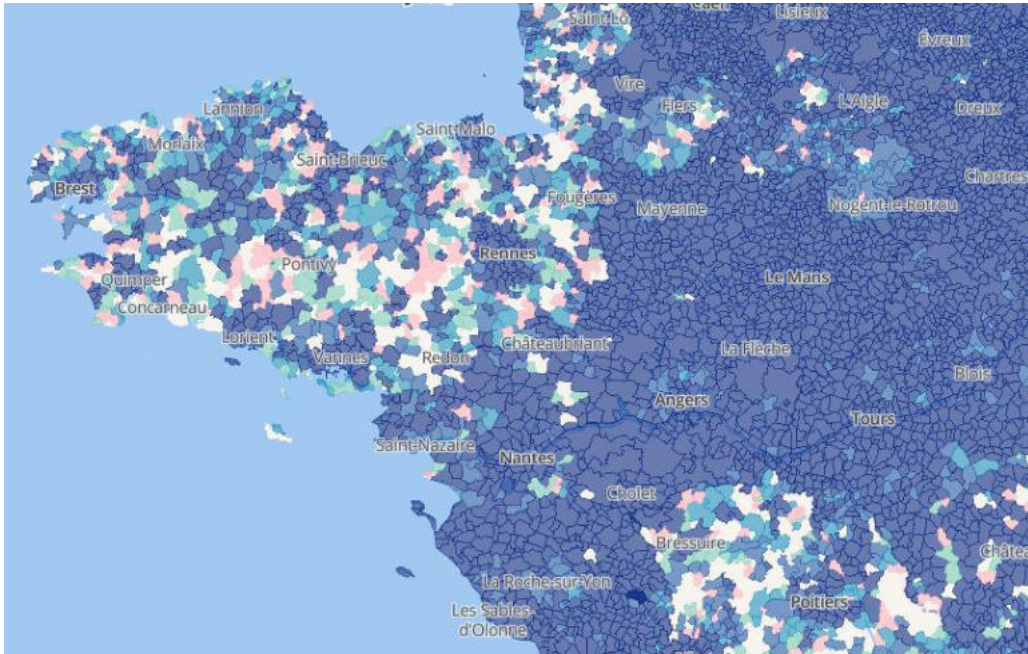 Saint-Lô
Caen
Lisieux
Évreux
Vire
Flers
L'Aigle
Dreux
Lannion
Morlaix
Saint-Malo
Saint-Brieuc
Brest
Fougères
Mayenne
Chartres
Nogent-le-Rotrou
Rennes
Pontivy
Quimper
Le Mans
Concarneau
Lorient
Vannes
Redon
Châteaubriant
La Flèche
Blois
Angers
Tours
Saint-Nazaire
Nantes
Cholet
Bressuire
Châtea
La Roche-sur-Yon
Poitiers
Les Sables-
d'Olonne